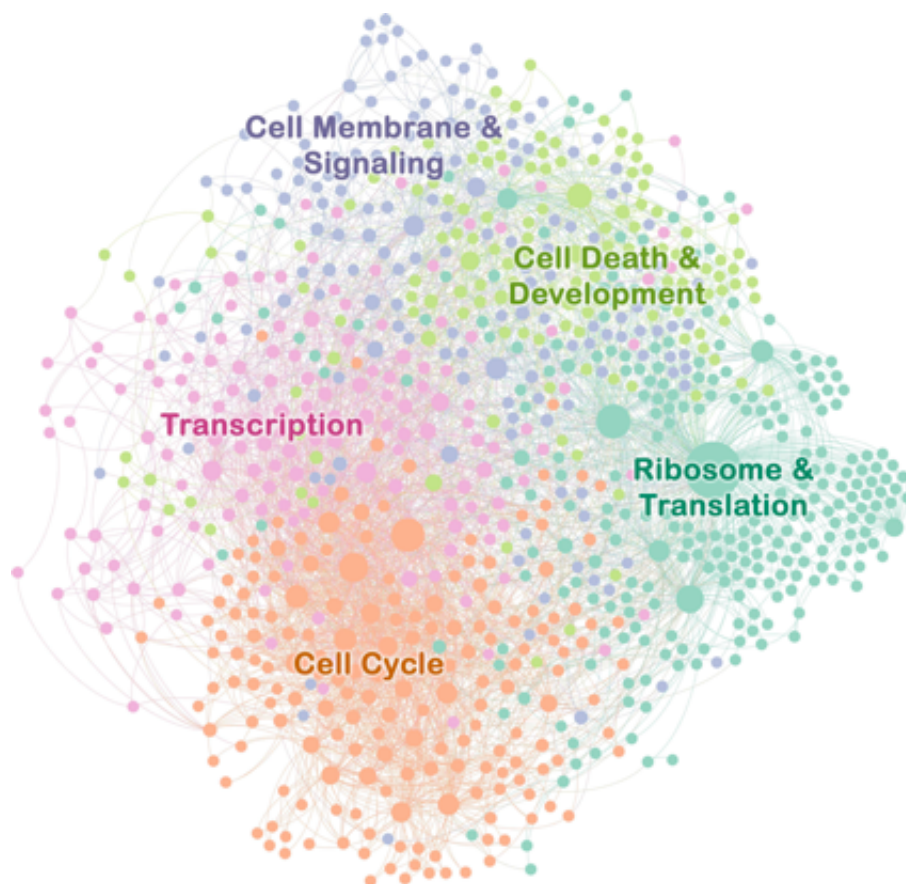 Cell Membrane &
Signaling
Cell Death &
Development
Transcription
Ribosome &
Translation
Cell Cycle